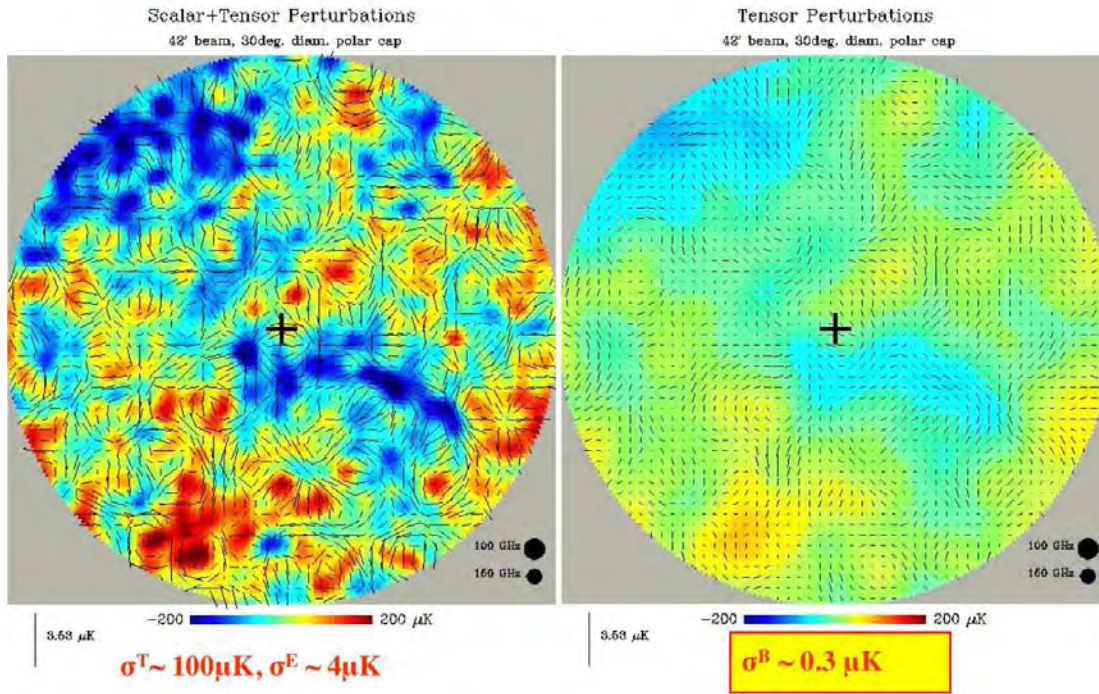 Scalar+Tensor Perturbations
42' beam, 30deg. diam. polar cap
100 GHz
150 GHz
3.53 μK
-200 200 μK
σᵀ~ 100μK, σᴱ ~ 4μK
Tensor Perturbations
42' beam, 30deg. diam. polar cap
100 GHz
150 GHz
3.53 μK
-200 200 μK
σᴮ ~ 0.3 μK